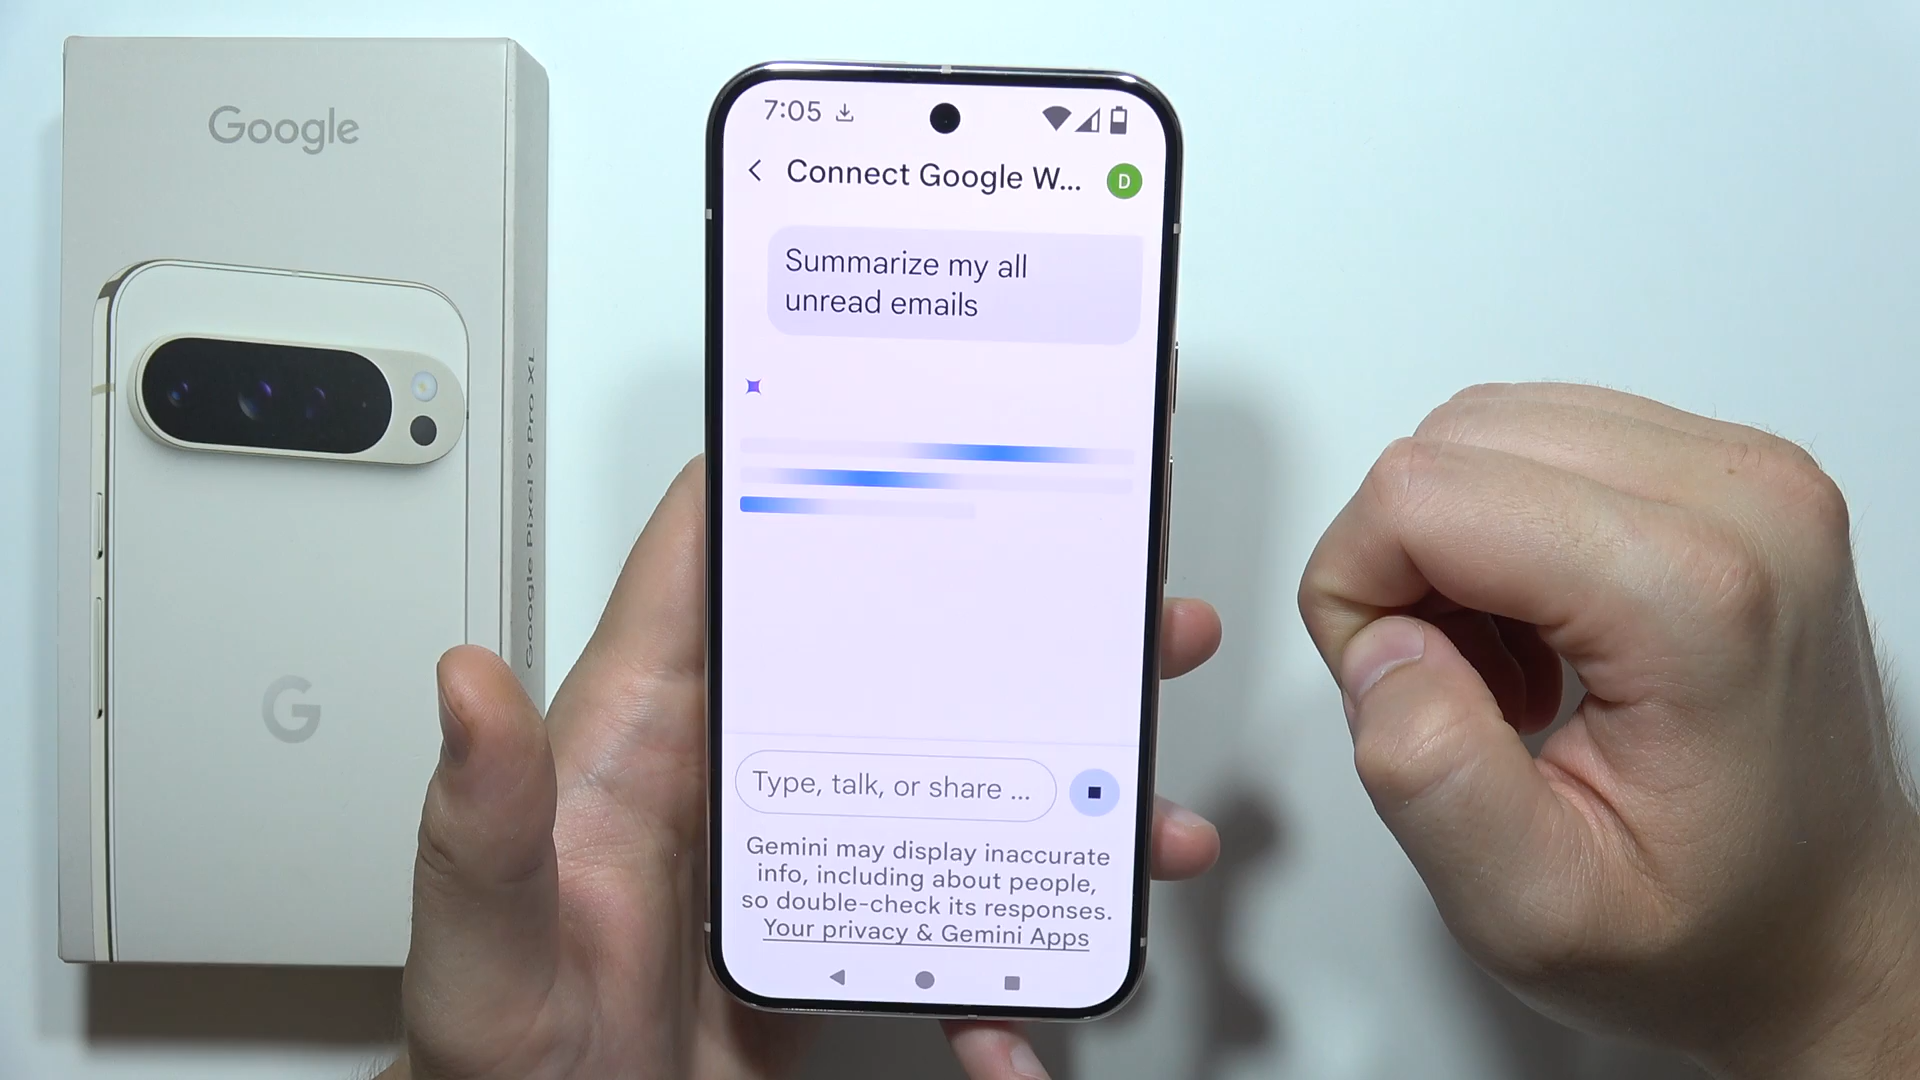 Google
G
Google Pixel 9 Pro XL
7:05
Connect Google W...
D
Summarize my all
unread emails
Type, talk, or share ...
Gemini may display inaccurate
info, including about people,
so double-check its responses.
Your privacy & Gemini Apps